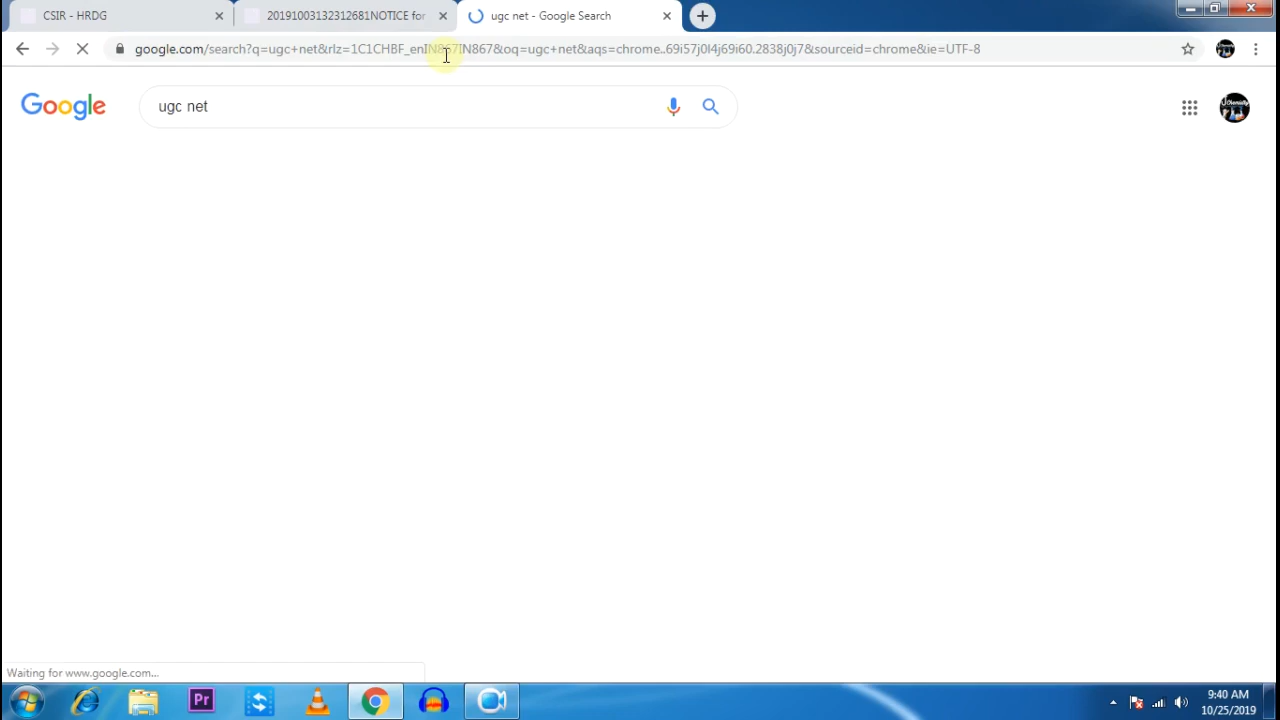 CSIR - HRDG
20191003132312681NOTICE for
ugc net - Google Search
google.com/search?q=ugc+net&rlz=1C1CHBF_enIN867IN867&oq=ugc+net&aqs=chrome..69i57j0l4j69i60.2838j0j7&sourceid=chrome&ie=UTF-8
Google
ugc net
Waiting for www.google.com...
Pr
9:40 AM
10/25/2019